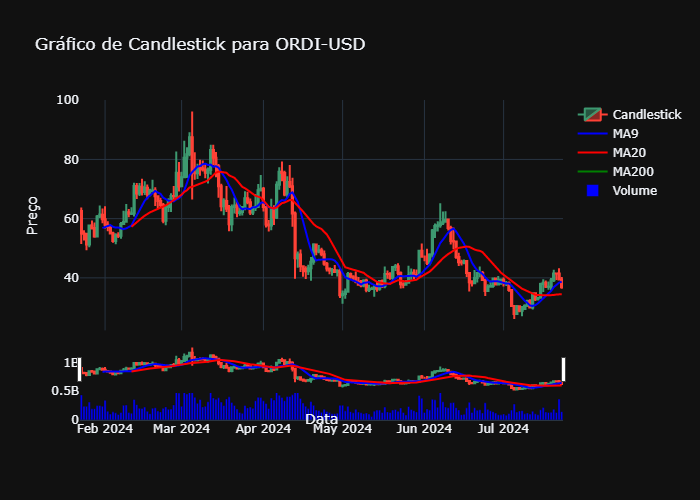 Gráfico de Candlestick para ORDI-USD
100
80
60
40
Preço
Candlestick
MA9
MA20
MA200
Volume
1B
0.5B
0
Feb 2024
Mar 2024
Apr 2024
May 2024
Jun 2024
Jul 2024
Data